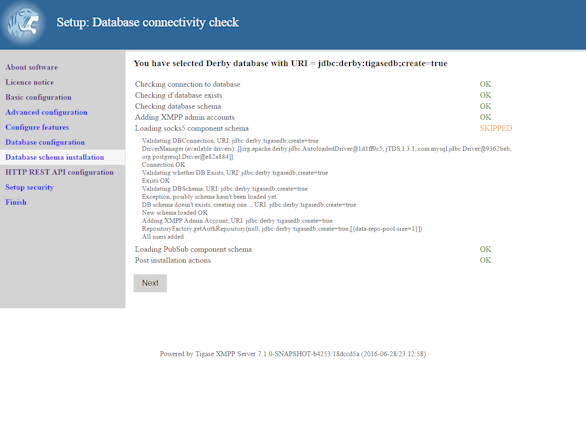 Setup: Database connectivity check
About software
Licence notice
Basic configuration
Advanced configuration
Configure features
Database configuration
Database schema installation
HTTP REST API configuration
Setup security
Finish
You have selected Derby database with URI = jdbc:derby:tigasedb;create=true
Checking connection to database OK
Checking if database exists OK
Checking database schema OK
Adding XMPP admin accounts OK
Loading socks5 component schema SKIPPED
Validating DBConnection, URI: jdbc:derby:tigasedb;create=true
DriverManager (available drivers): [[org.apache.derby.jdbc.AutoloadedDriver@1d1ff9c5, jTDS 1.3.1, com.mysql.jdbc.Driver@9362beb,
org.postgresql.Driver@e82a884]]
Connection OK
Validating whether DB Exists, URI: jdbc:derby:tigasedb;create=true
Exists OK
Validating DBSchema, URI: jdbc:derby:tigasedb;create=true
Exception, posibly schema hasn't been loaded yet.
DB schema doesn't exists, creating one..., URI: jdbc:derby:tigasedb;create=true
New schema loaded OK
Adding XMPP Admin Account, URI: jdbc:derby:tigasedb;create=true
RepositoryFactory.getAuthRepository(null, jdbc:derby:tigasedb;create=true,[{data-repo-pool-size=1}])
All users added
Loading PubSub component schema OK
Post installation actions OK
Next
Powered by Tigase XMPP Server 7.1.0-SNAPSHOT-b4253/18dccd5a (2016-06-28/23:12:58)